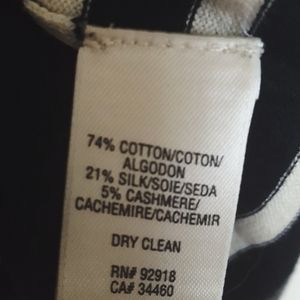 74% COTTON/COTON/
ALGODON
21% SILK/SOIE/SEDA
5% CASHMERE/
CACHEMIRE/CACHEMIR
DRY CLEAN
RN# 92918
CA# 34460